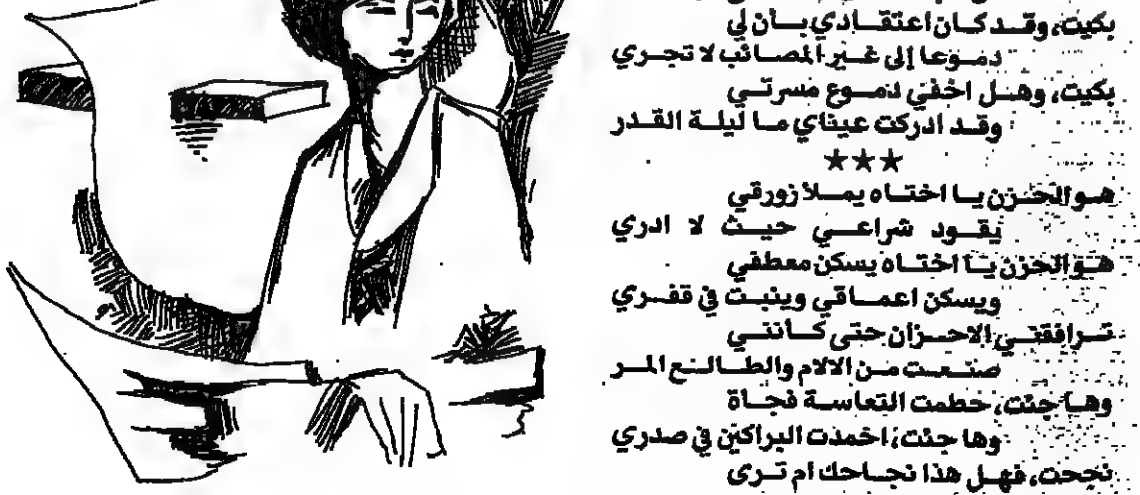 بكيت، وقد كان اعتقادي بان لي
دموعا إلى غير المصائب لا تجري
بكيت، وهل اخفي دموع مسرتي
وقد ادركت عيناي ما ليلة القدر
★★★
هو الحزن يا اختاه يملأ زورقي
يقود شراعي حيث لا ادري
هو الحزن يا اختاه يسكن معطفي
ويسكن اعماقي وينبت في قفري
ترافقني الاحزان حتى كأنني
صنعت من الالام والطالع المر
وها جئت، حطمت التعاسة فجأة
وها جئت، اخمدت البراكين في صدري
نجحت، فهل هذا نجاحك ام ترى